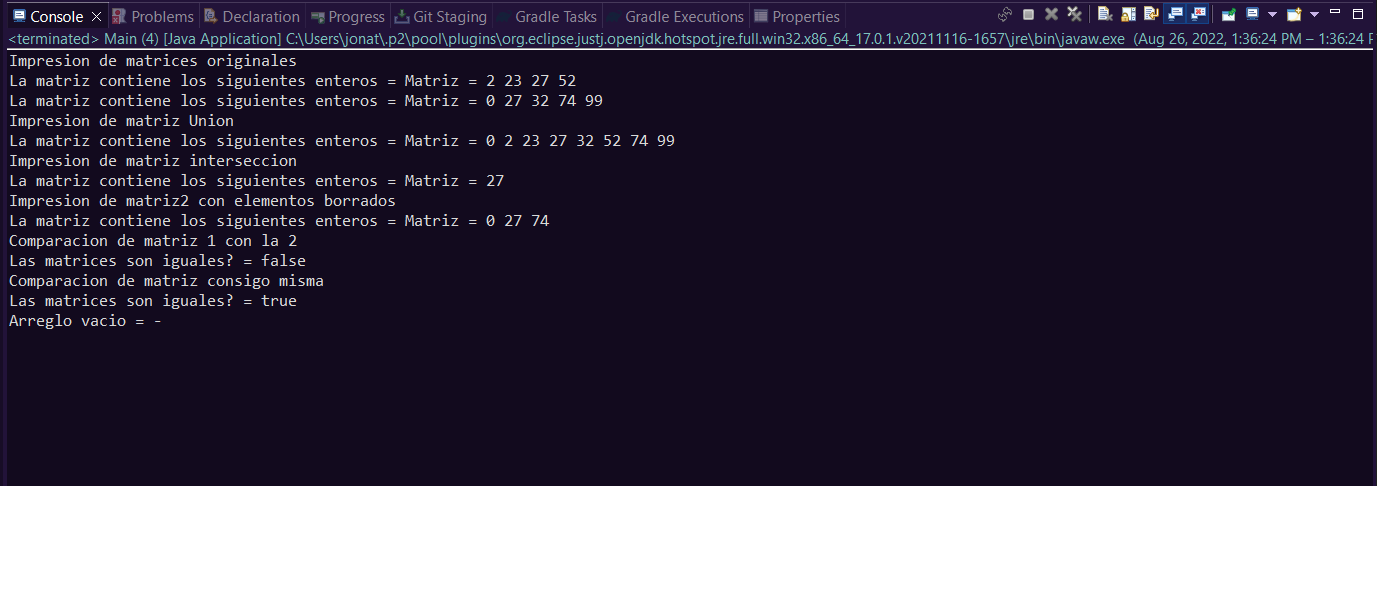 Console Problems Declaration Progress Git Staging Gradle Tasks Gradle Executions Properties
<terminated> Main (4) [Java Application] C:\Users\jonat\.p2\pool\plugins\org.eclipse.justj.openjdk.hotspot.jre.full.win32.x86_64_17.0.1.v20211116-1657\jre\bin\javaw.exe (Aug 26, 2022, 1:36:24 PM – 1:36:24 P
Impresion de matrices originales
La matriz contiene los siguientes enteros = Matriz = 2 23 27 52
La matriz contiene los siguientes enteros = Matriz = 0 27 32 74 99
Impresion de matriz Union
La matriz contiene los siguientes enteros = Matriz = 0 2 23 27 32 52 74 99
Impresion de matriz interseccion
La matriz contiene los siguientes enteros = Matriz = 27
Impresion de matriz2 con elementos borrados
La matriz contiene los siguientes enteros = Matriz = 0 27 74
Comparacion de matriz 1 con la 2
Las matrices son iguales? = false
Comparacion de matriz consigo misma
Las matrices son iguales? = true
Arreglo vacio = -